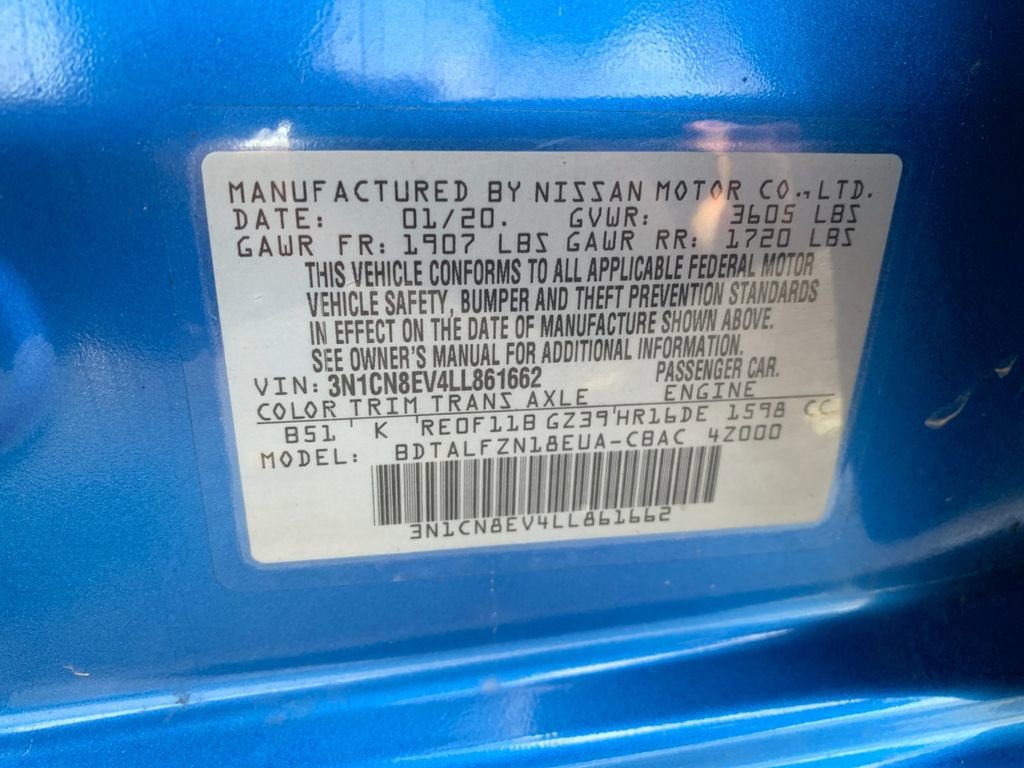 MANUFACTURED BY NISSAN MOTOR CO., LTD.
DATE: 01/20. GVWR: 3605 LBS
GAWR FR: 1907 LBS GAWR RR: 1720 LBS
THIS VEHICLE CONFORMS TO ALL APPLICABLE FEDERAL MOTOR
VEHICLE SAFETY, BUMPER AND THEFT PREVENTION STANDARDS
IN EFFECT ON THE DATE OF MANUFACTURE SHOWN ABOVE.
SEE OWNER'S MANUAL FOR ADDITIONAL INFORMATION.
VIN: 3N1CN8EV4LL861662 PASSENGER CAR.
COLOR TRIM TRANS AXLE ENGINE
B51 K RE0F11B GZ39 HR16DE 1598 CC
MODEL: BDTALFZN18EUA-CBAC 4Z000
3N1CN8EV4LL861662